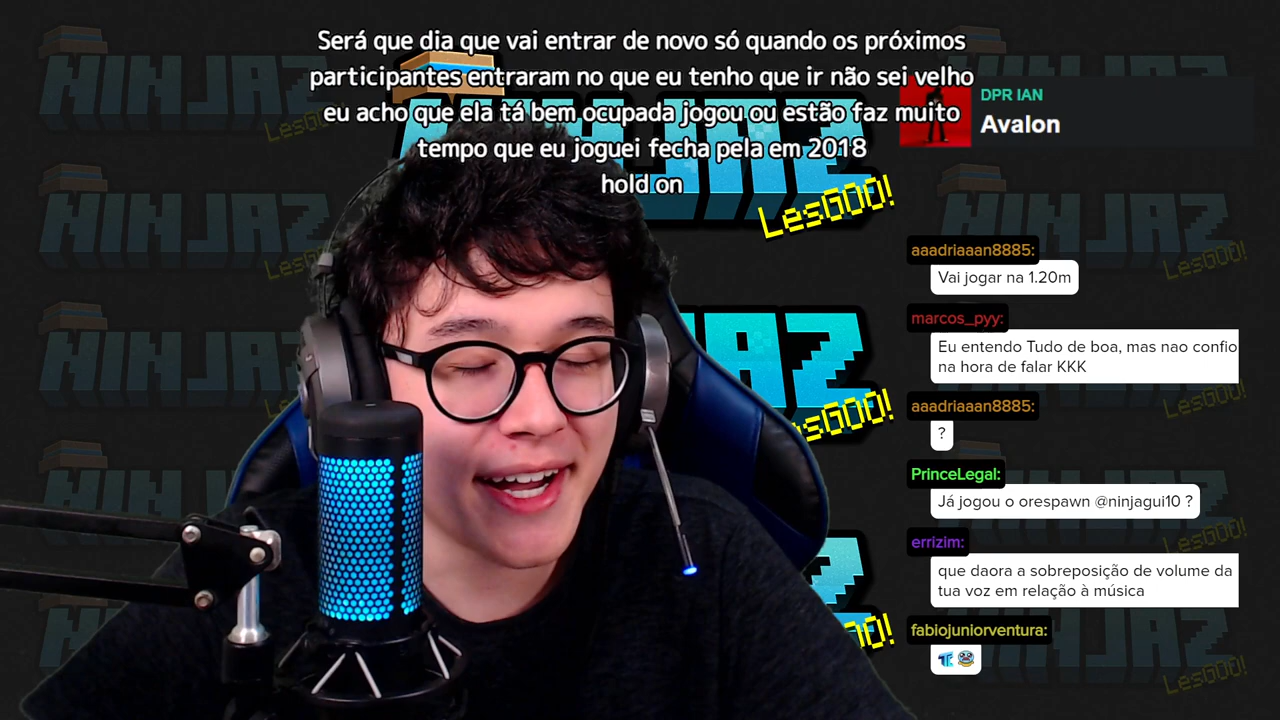 Será que dia que vai entrar de novo só quando os próximos
participantes entraram no que eu tenho que ir não sei velho
eu acho que ela tá bem ocupada jogou ou estão faz muito
tempo que eu joguei fecha pela em 2018
hold on
DPR IAN
Avalon
NINJAZ
LesGOO!
aaadriaaan8885:
Vai jogar na 1.20m
marcos_pyy:
Eu entendo Tudo de boa, mas nao confio
na hora de falar KKK
aaadriaaan8885:
?
PrinceLegal:
Já jogou o orespawn @ninjagui10 ?
errizim:
que daora a sobreposição de volume da
tua voz em relação à música
fabiojuniorventura: